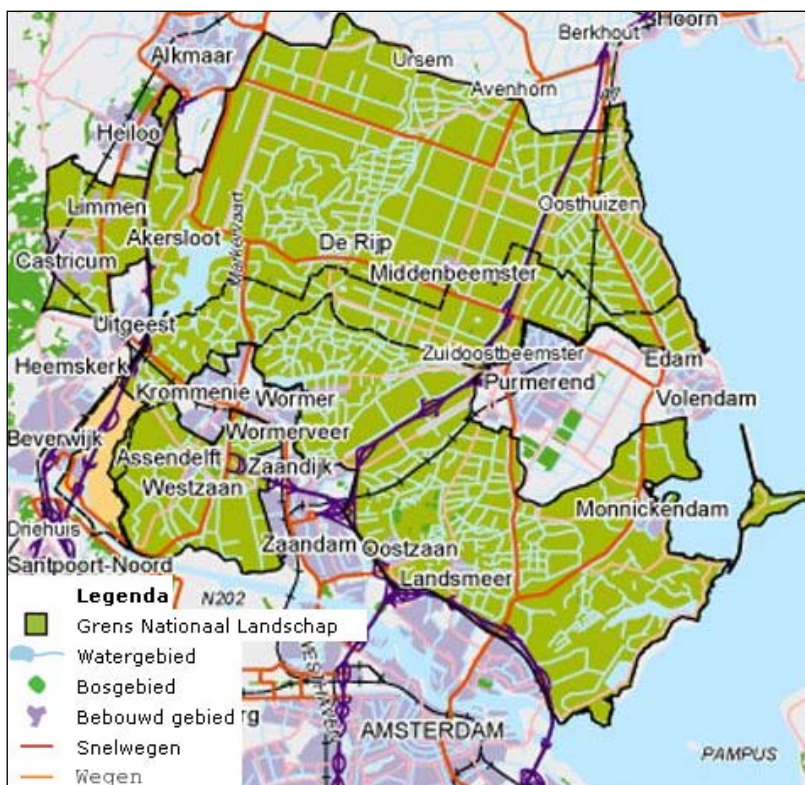 Hoorn
Berkhout
Ursem
Alkmaar
Avenhorn
A7
Heiloo
Limmen
Oosthuizen
Akersloot
Markervaart
De Rijp
Castricum
Middenbeemster
Uitgeest
Zuidoostbeemster
Edam
Heemskerk
Krommenie
Wormer
Purmerend
Volendam
Wormerveer
Beverwijk
Assendelft
Zaandijk
Westzaan
Monnickendam
Driehuis
Zaandam
Oostzaan
Santpoort-Noord
Landsmeer
N202
Legenda
Grens Nationaal Landschap
Watergebied
Bosgebied
Bebouwd gebied
Snelwegen
Wegen
rg
AMSTERDAM
PAMPUS